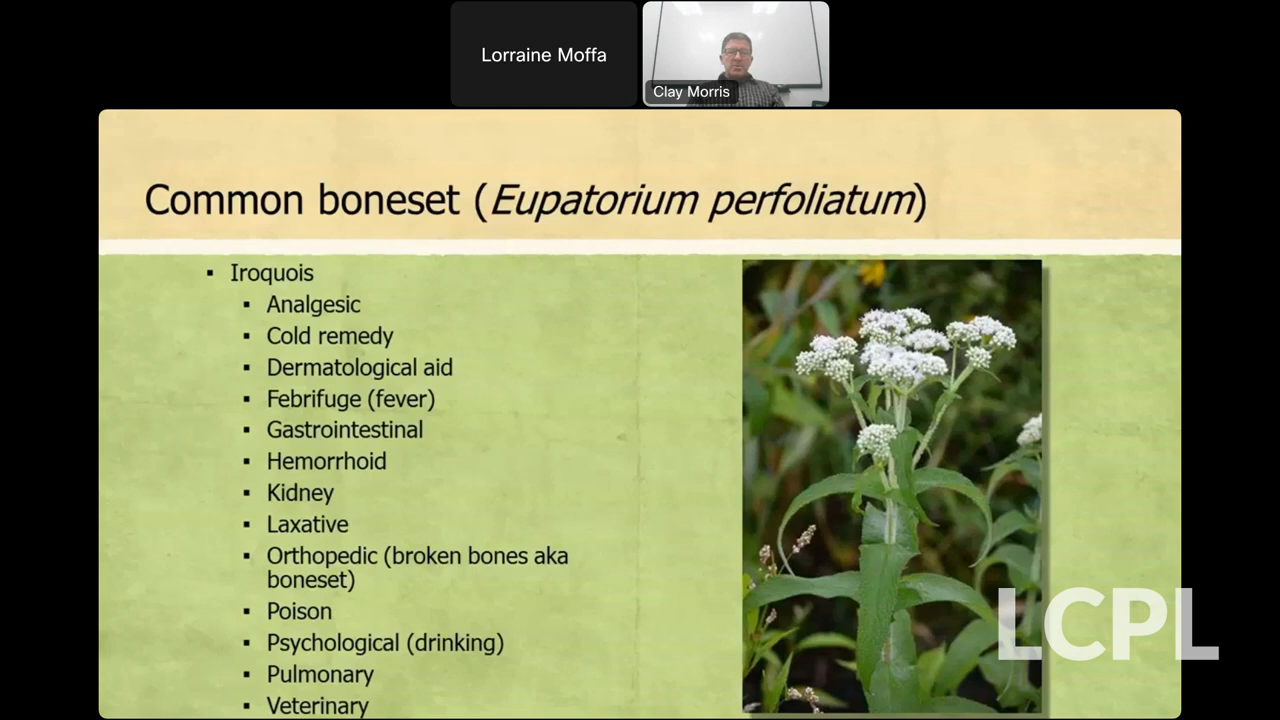 Lorraine Moffa
Clay Morris
Common boneset (Eupatorium perfoliatum)
▪ Iroquois
▪ Analgesic
▪ Cold remedy
▪ Dermatological aid
▪ Febrifuge (fever)
▪ Gastrointestinal
▪ Hemorrhoid
▪ Kidney
▪ Laxative
▪ Orthopedic (broken bones aka
boneset)
▪ Poison
▪ Psychological (drinking)
▪ Pulmonary
▪ Veterinary
LCPL